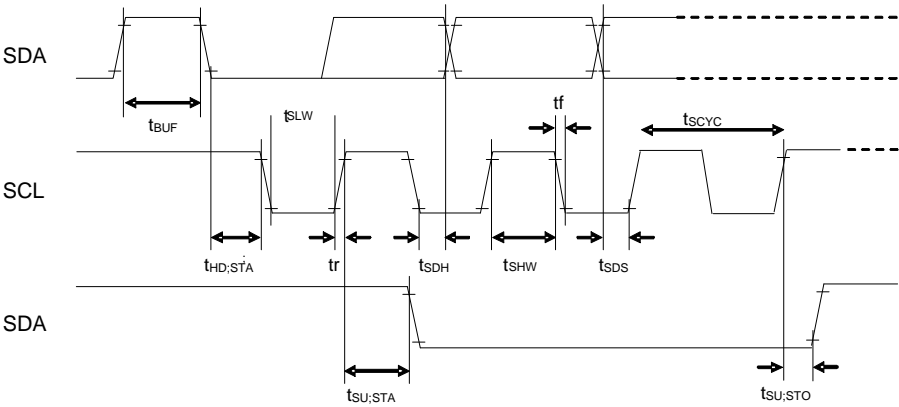 SDA
tBUF
tSLW
tf
tSCYC
SCL
tHD;STA
tr
tSDH
tSHW
tSDS
SDA
tSU;STA
tSU;STO